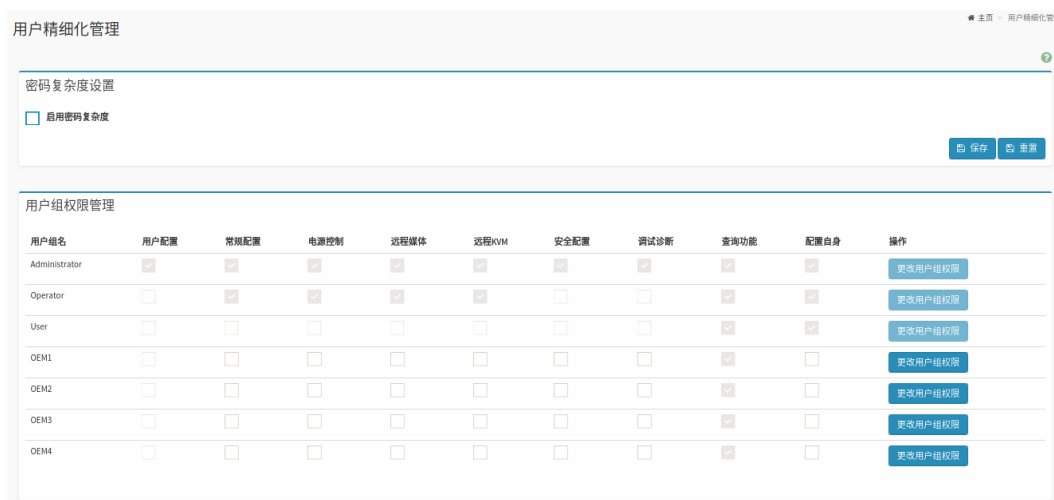 主页 > 用户精细化管
用户精细化管理
密码复杂度设置
启用密码复杂度
保存 重置
用户组权限管理
用户组名 用户配置 常规配置 电源控制 远程媒体 远程KVM 安全配置 调试诊断 查询功能 配置自身 操作
Administrator 更改用户组权限
Operator 更改用户组权限
User 更改用户组权限
OEM1 更改用户组权限
OEM2 更改用户组权限
OEM3 更改用户组权限
OEM4 更改用户组权限